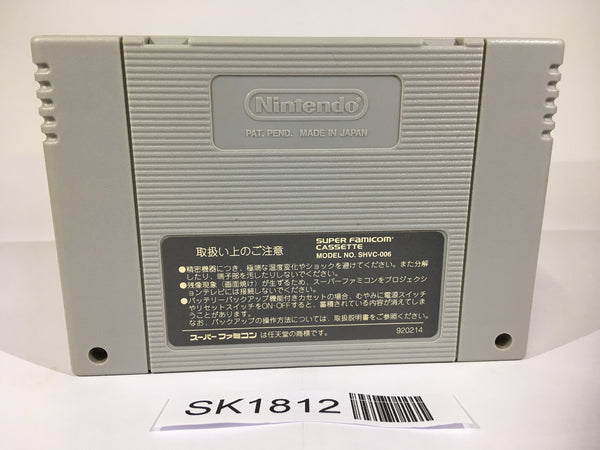 Nintendo
PAT. PEND. MADE IN JAPAN
取扱い上のご注意
SUPER FAMICOM
CASSETTE
MODEL NO. SHVC-006
●精密機器につき、極端な温度変化やショックを避けてください。また分解
したり、端子部を汚したりしないでください。
●残像現象（画面焼け）が生ずるため、スーパーファミコンをプロジェクシ
ョンテレビには接続しないでください。
●バッテリーバックアップ機能付きカセットの場合、むやみに電源スイッチ
やリセットスイッチをON・OFFすると、蓄積されている内容が消えてしま
うことがあります。
なお、バックアップの操作方法については、取扱説明書をご参照ください。
スーパーファミコン は任天堂の商標です。
920214
SK1812